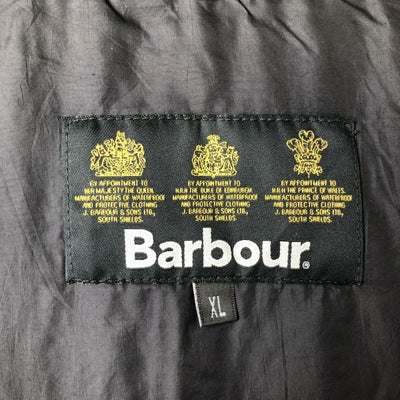 BY APPOINTMENT TO
HER MAJESTY THE QUEEN.
MANUFACTURERS OF WATERPROOF
AND PROTECTIVE CLOTHING
J. BARBOUR & SONS LTD.,
SOUTH SHIELDS.
BY APPOINTMENT TO
H.R.H THE DUKE OF EDINBURGH.
MANUFACTURERS OF WATERPROOF
AND PROTECTIVE CLOTHING
J. BARBOUR & SONS LTD.,
SOUTH SHIELDS.
BY APPOINTMENT TO
H.R.H THE PRINCE OF WALES.
MANUFACTURERS OF WATERPROOF
AND PROTECTIVE CLOTHING
J. BARBOUR & SONS LTD.,
SOUTH SHIELDS.
Barbour®
XL